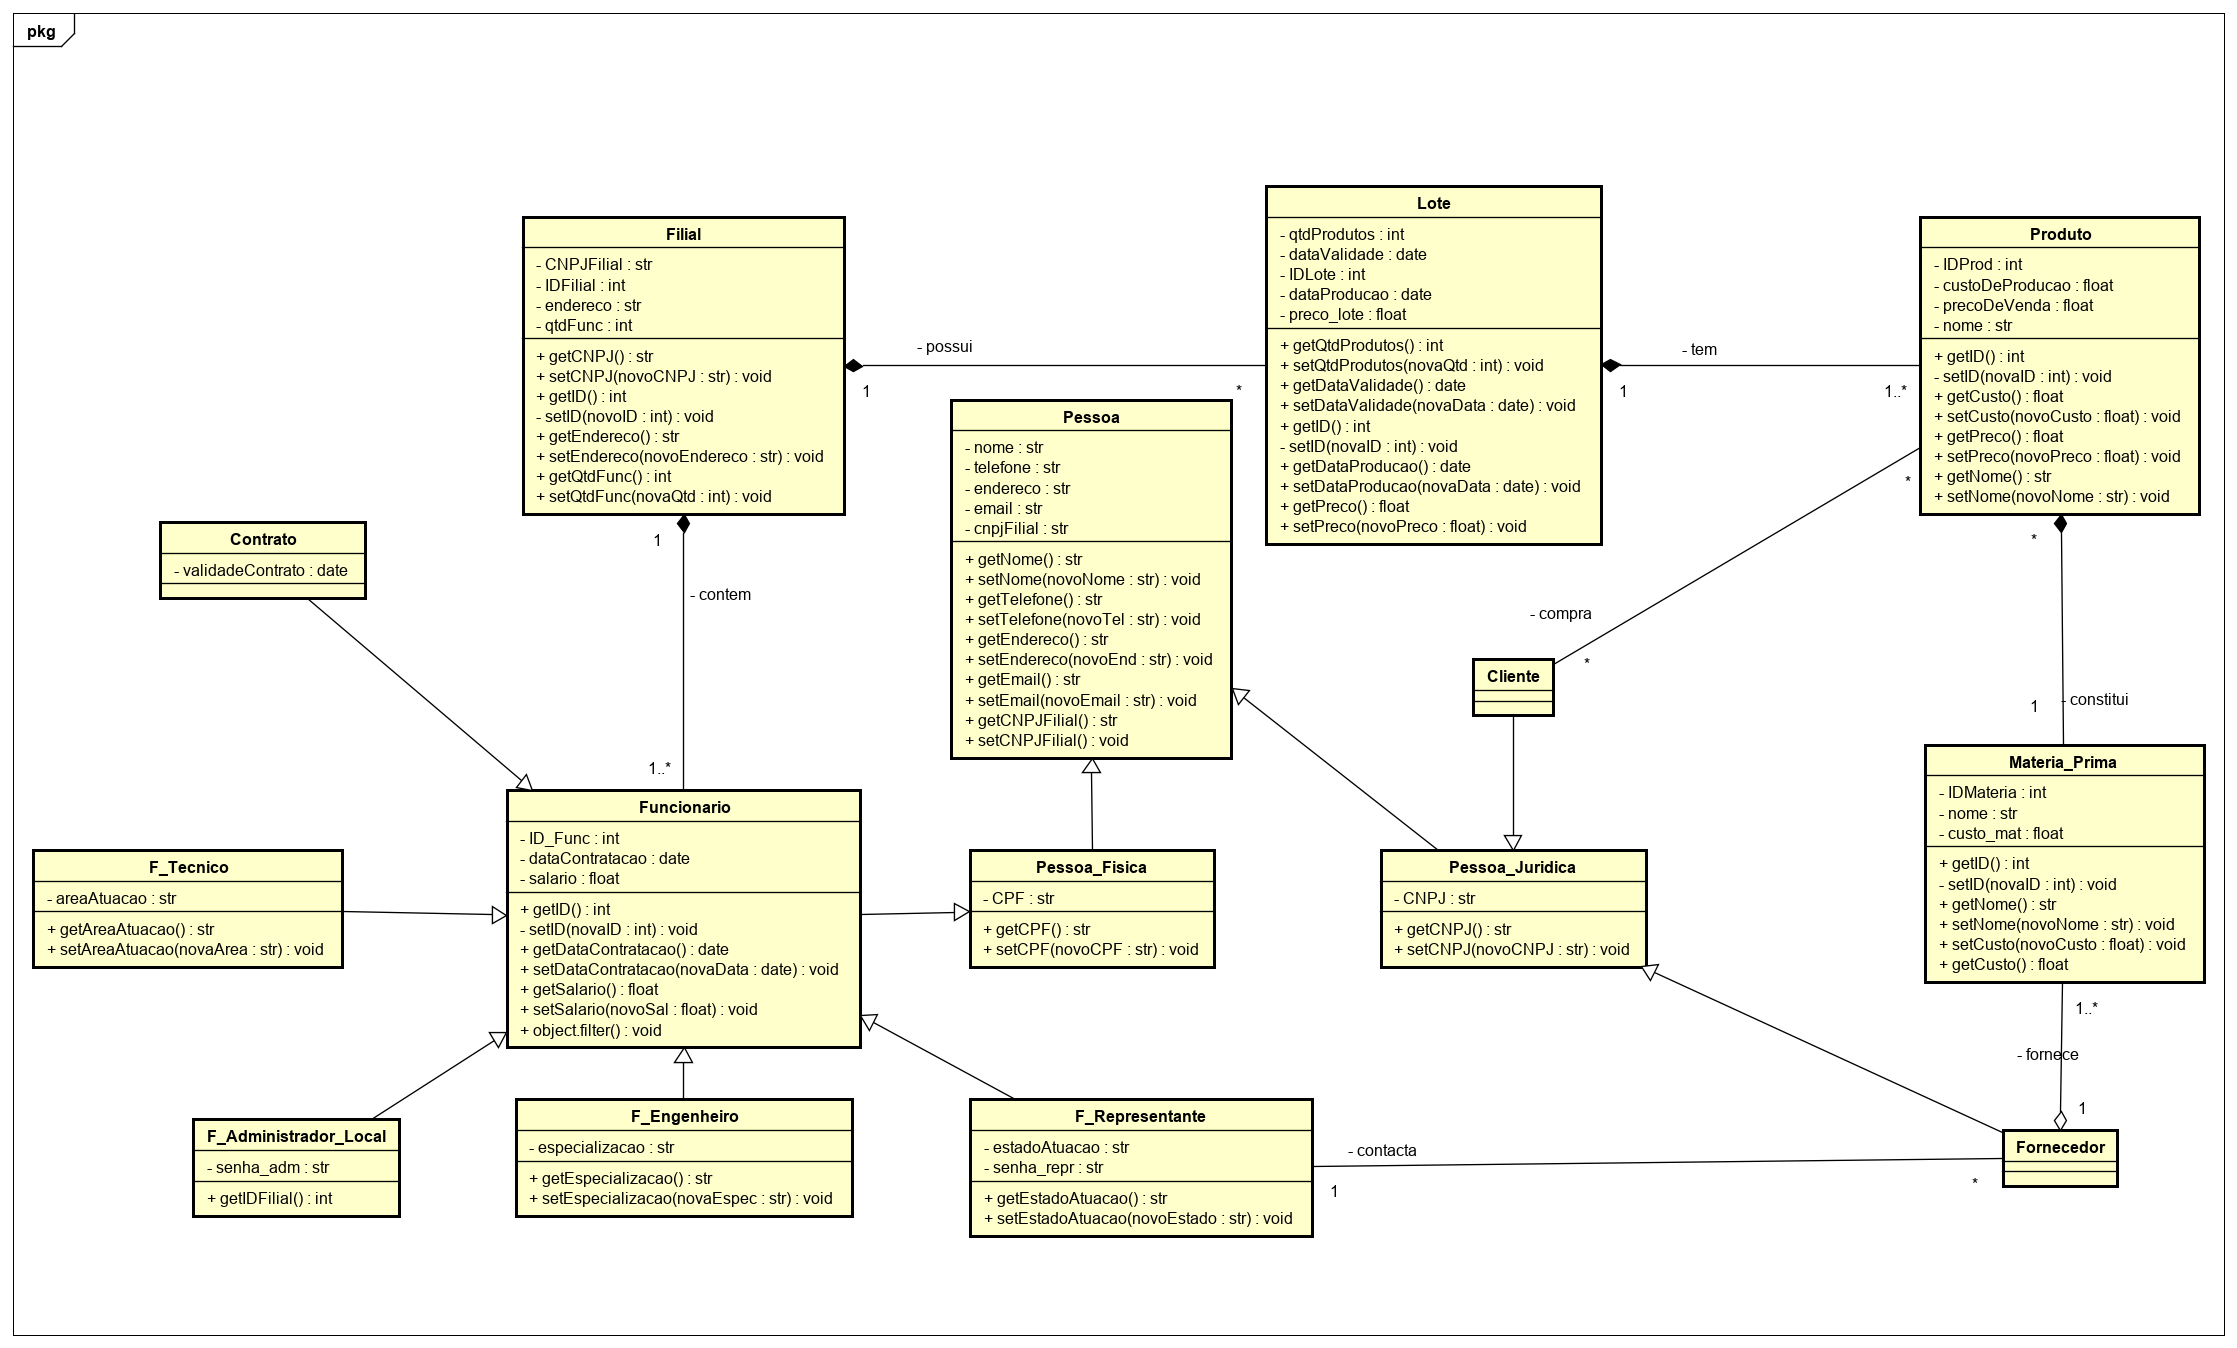 pkg
Filial
- CNPJFilial : str
- IDFilial : int
- endereco : str
- qtdFunc : int
+ getCNPJ() : str
+ setCNPJ(novoCNPJ : str) : void
+ getID() : int
- setID(novoID : int) : void
+ getEndereco() : str
+ setEndereco(novoEndereco : str) : void
+ getQtdFunc() : int
+ setQtdFunc(novaQtd : int) : void
- possui
1
*
Lote
- qtdProdutos : int
- dataValidade : date
- IDLote : int
- dataProducao : date
- preco_lote : float
+ getQtdProdutos() : int
+ setQtdProdutos(novaQtd : int) : void
+ getDataValidade() : date
+ setDataValidade(novaData : date) : void
+ getID() : int
- setID(novaID : int) : void
+ getDataProducao() : date
+ setDataProducao(novaData : date) : void
+ getPreco() : float
+ setPreco(novoPreco : float) : void
- tem
1
1..*
Produto
- IDProd : int
- custoDeProducao : float
- precoDeVenda : float
- nome : str
+ getID() : int
- setID(novaID : int) : void
+ getCusto() : float
+ setCusto(novoCusto : float) : void
+ getPreco() : float
+ setPreco(novoPreco : float) : void
+ getNome() : str
+ setNome(novoNome : str) : void
Pessoa
- nome : str
- telefone : str
- endereco : str
- email : str
- cnpjFilial : str
+ getNome() : str
+ setNome(novoNome : str) : void
+ getTelefone() : str
+ setTelefone(novoTel : str) : void
+ getEndereco() : str
+ setEndereco(novoEnd : str) : void
+ getEmail() : str
+ setEmail(novoEmail : str) : void
+ getCNPJFilial() : str
+ setCNPJFilial() : void
*
- compra
*
Cliente
*
- constitui
1
Contrato
- validadeContrato : date
1
- contem
1..*
Funcionario
- ID_Func : int
- dataContratacao : date
- salario : float
+ getID() : int
- setID(novaID : int) : void
+ getDataContratacao() : date
+ setDataContratacao(novaData : date) : void
+ getSalario() : float
+ setSalario(novoSal : float) : void
+ object.filter() : void
F_Tecnico
- areaAtuacao : str
+ getAreaAtuacao() : str
+ setAreaAtuacao(novaArea : str) : void
Pessoa_Fisica
- CPF : str
+ getCPF() : str
+ setCPF(novoCPF : str) : void
Pessoa_Juridica
- CNPJ : str
+ getCNPJ() : str
+ setCNPJ(novoCNPJ : str) : void
Materia_Prima
- IDMateria : int
- nome : str
- custo_mat : float
+ getID() : int
- setID(novaID : int) : void
+ getNome() : str
+ setNome(novoNome : str) : void
+ setCusto(novoCusto : float) : void
+ getCusto() : float
1..*
- fornece
1
F_Administrador_Local
- senha_adm : str
+ getIDFilial() : int
F_Engenheiro
- especializacao : str
+ getEspecializacao() : str
+ setEspecializacao(novaEspec : str) : void
F_Representante
- estadoAtuacao : str
- senha_repr : str
+ getEstadoAtuacao() : str
+ setEstadoAtuacao(novoEstado : str) : void
- contacta
1
*
Fornecedor